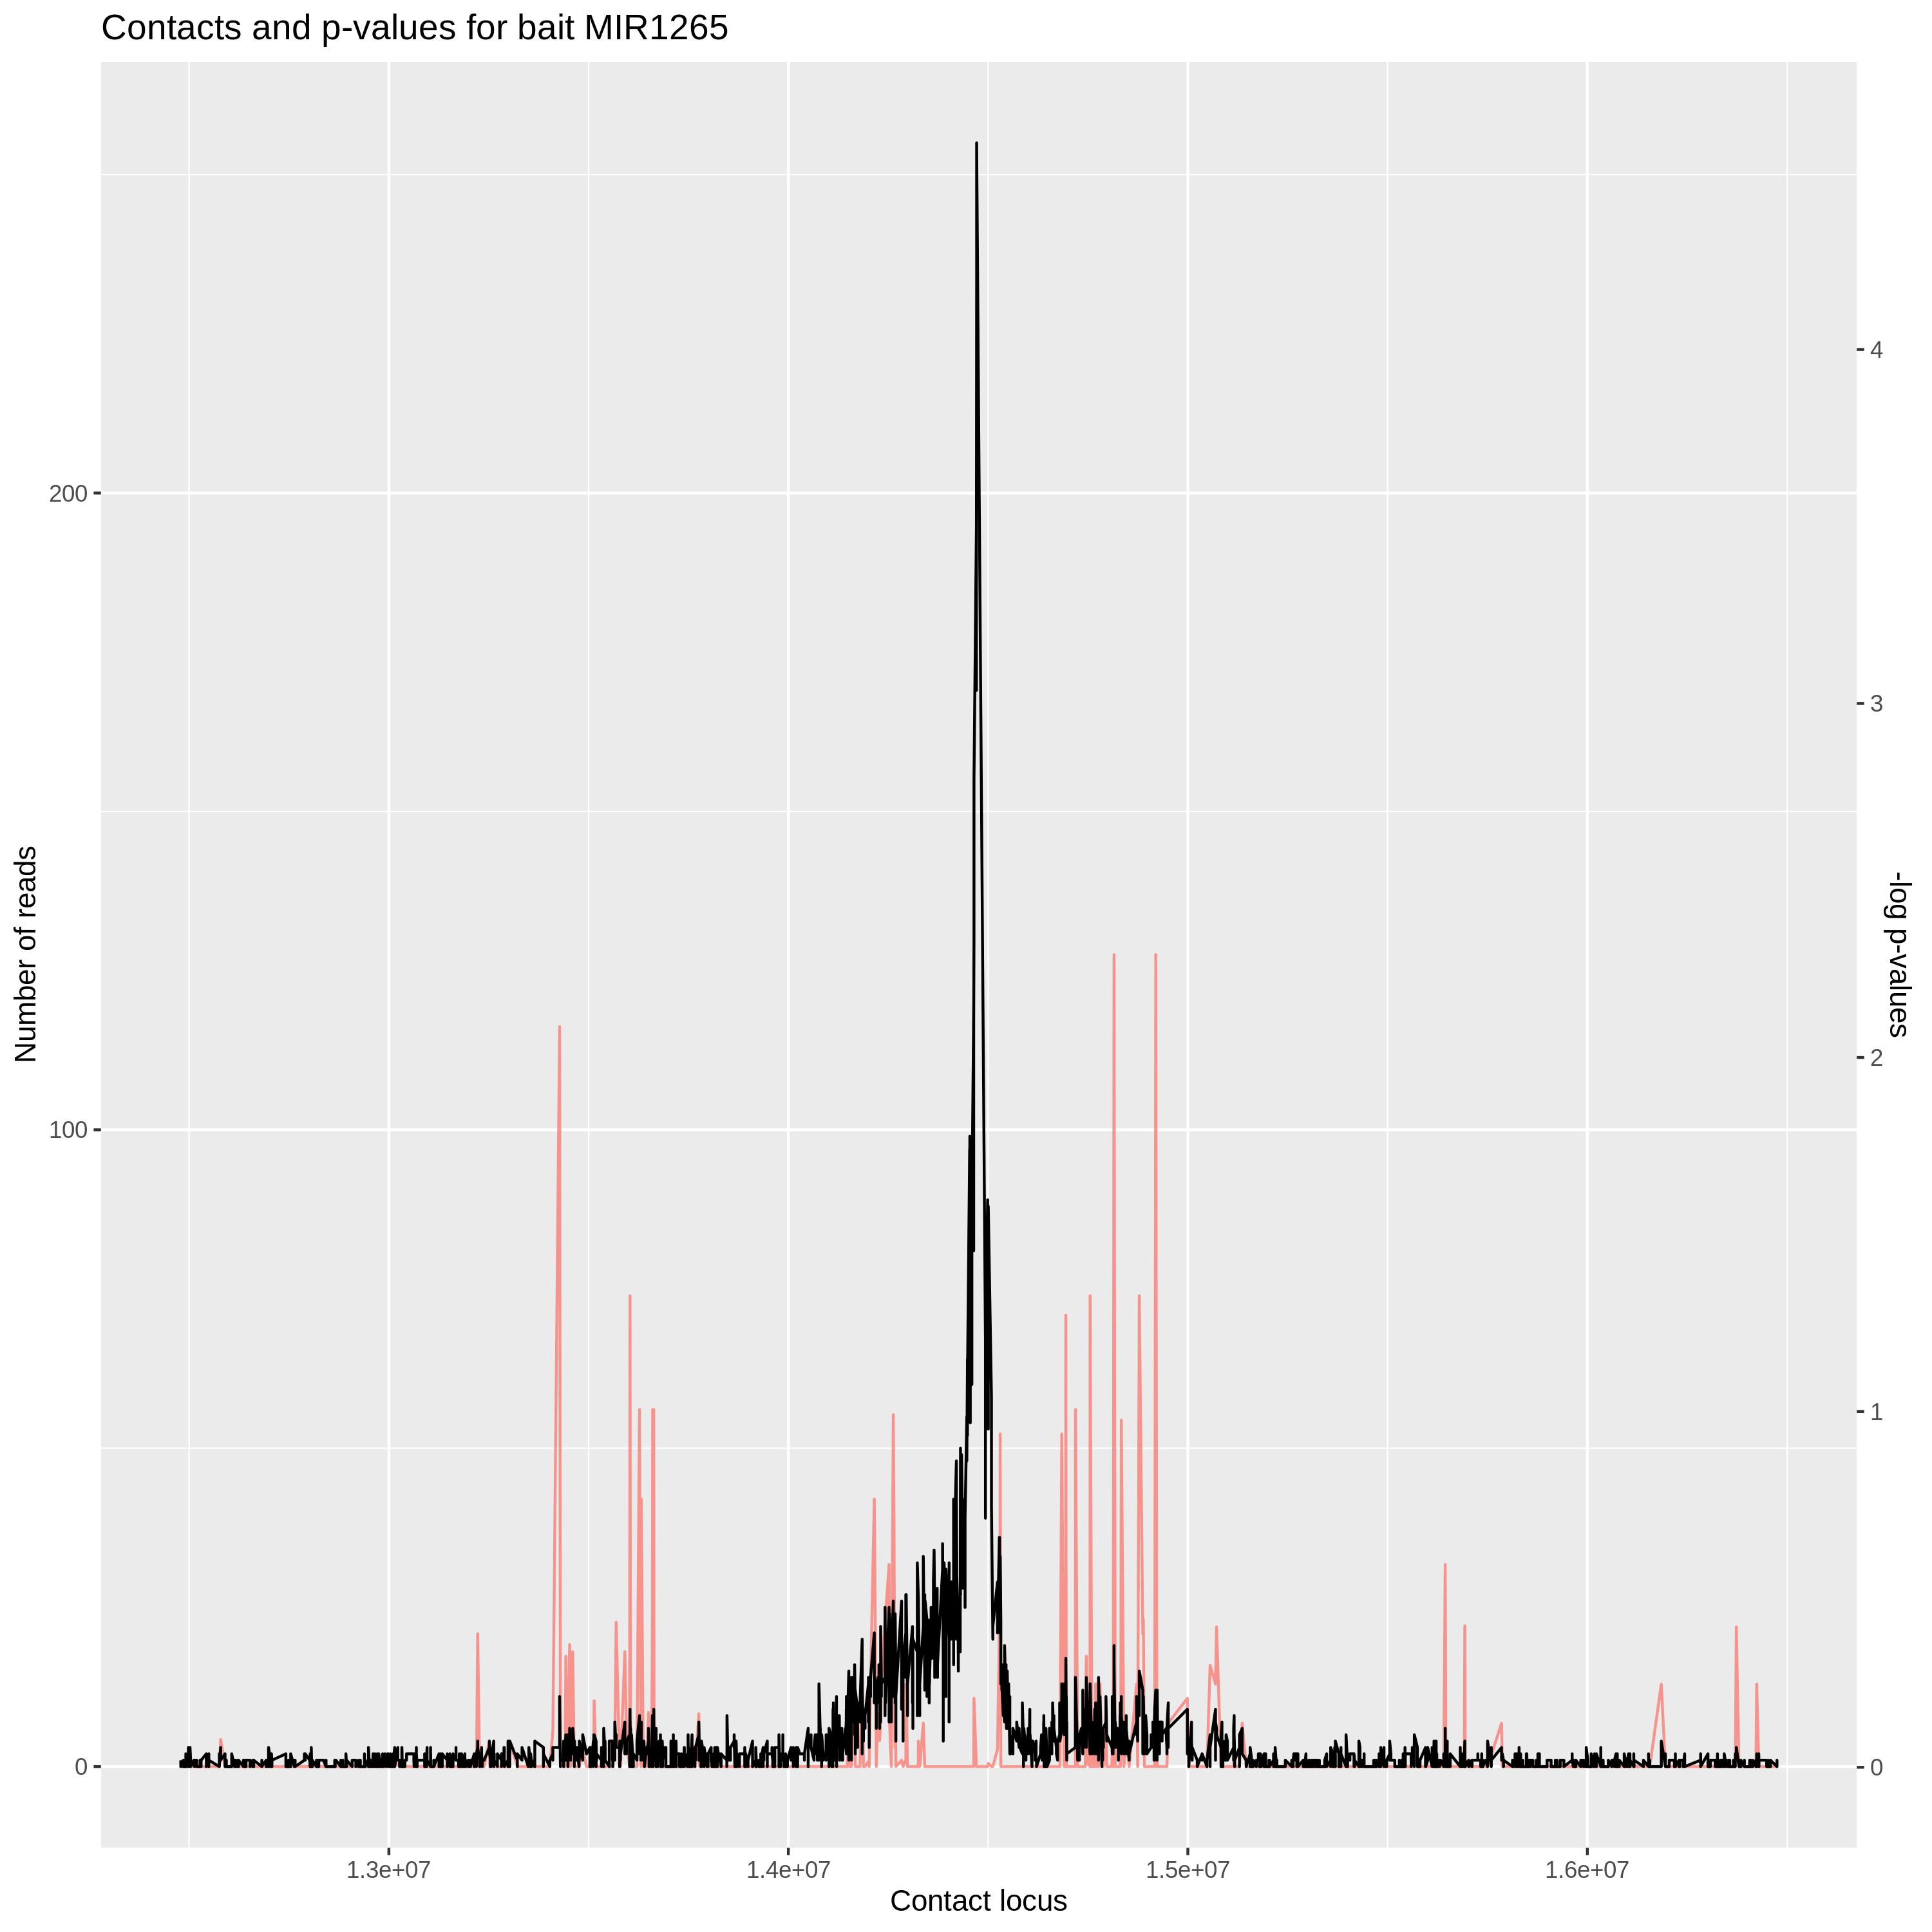 Contacts and p-values for bait MIR1265
Number of reads
200
100
0
4
3
2
1
0
-log p-values
1.3e+07 1.4e+07 1.5e+07 1.6e+07
Contact locus